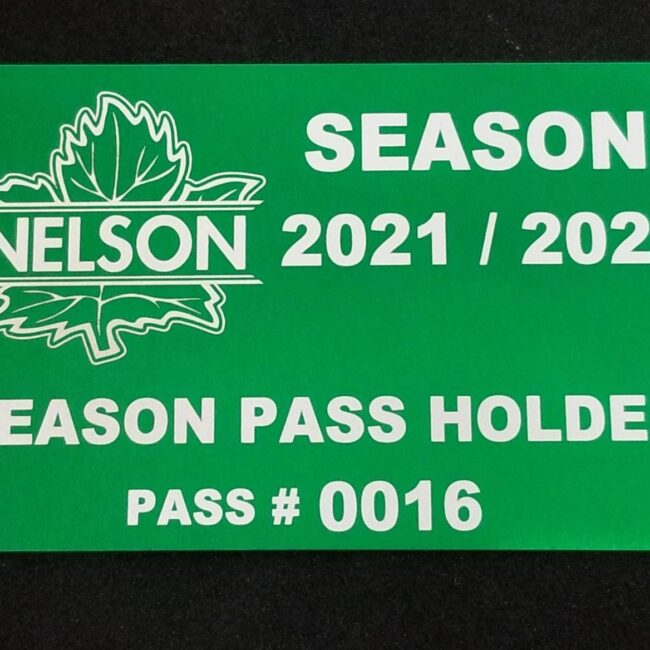 SEASON
NELSON
2021 / 202
EASON PASS HOLDE
PASS # 0016